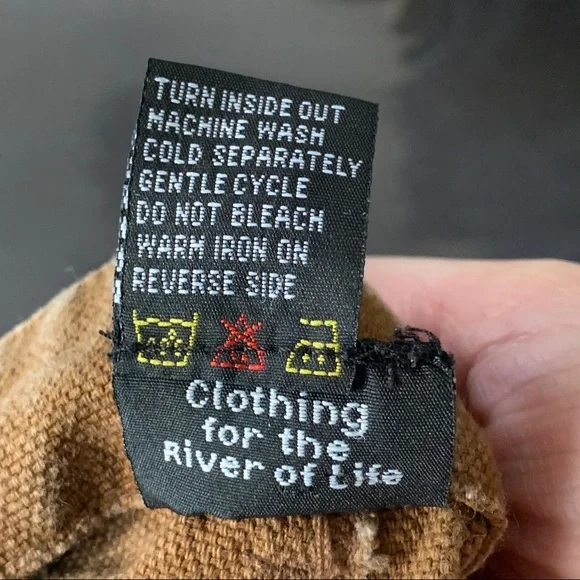 TURN INSIDE OUT
MACHINE WASH
COLD SEPARATELY
GENTLE CYCLE
DO NOT BLEACH
WARM IRON ON
REVERSE SIDE
Clothing
for the
River of Life